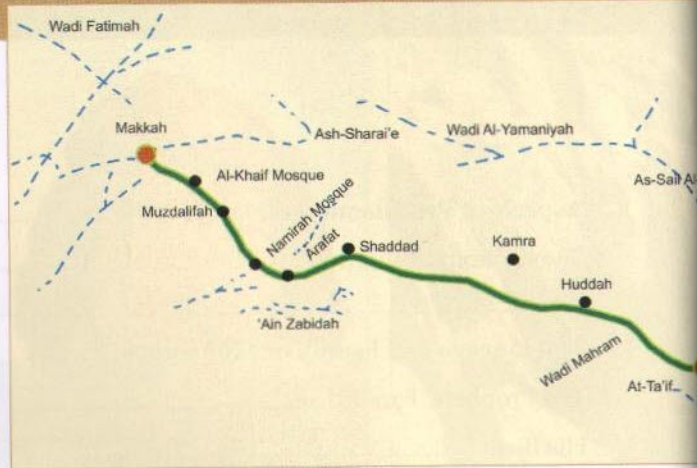 Wadi Fatimah
Makkah
Ash-Sharai'e
Wadi Al-Yamaniyah
Al-Khaif Mosque
As-Sail Al-
Muzdalifah
Namirah Mosque
Arafat
Shaddad
Kamra
Huddah
'Ain Zabidah
Wadi Mahram
At-Ta'if